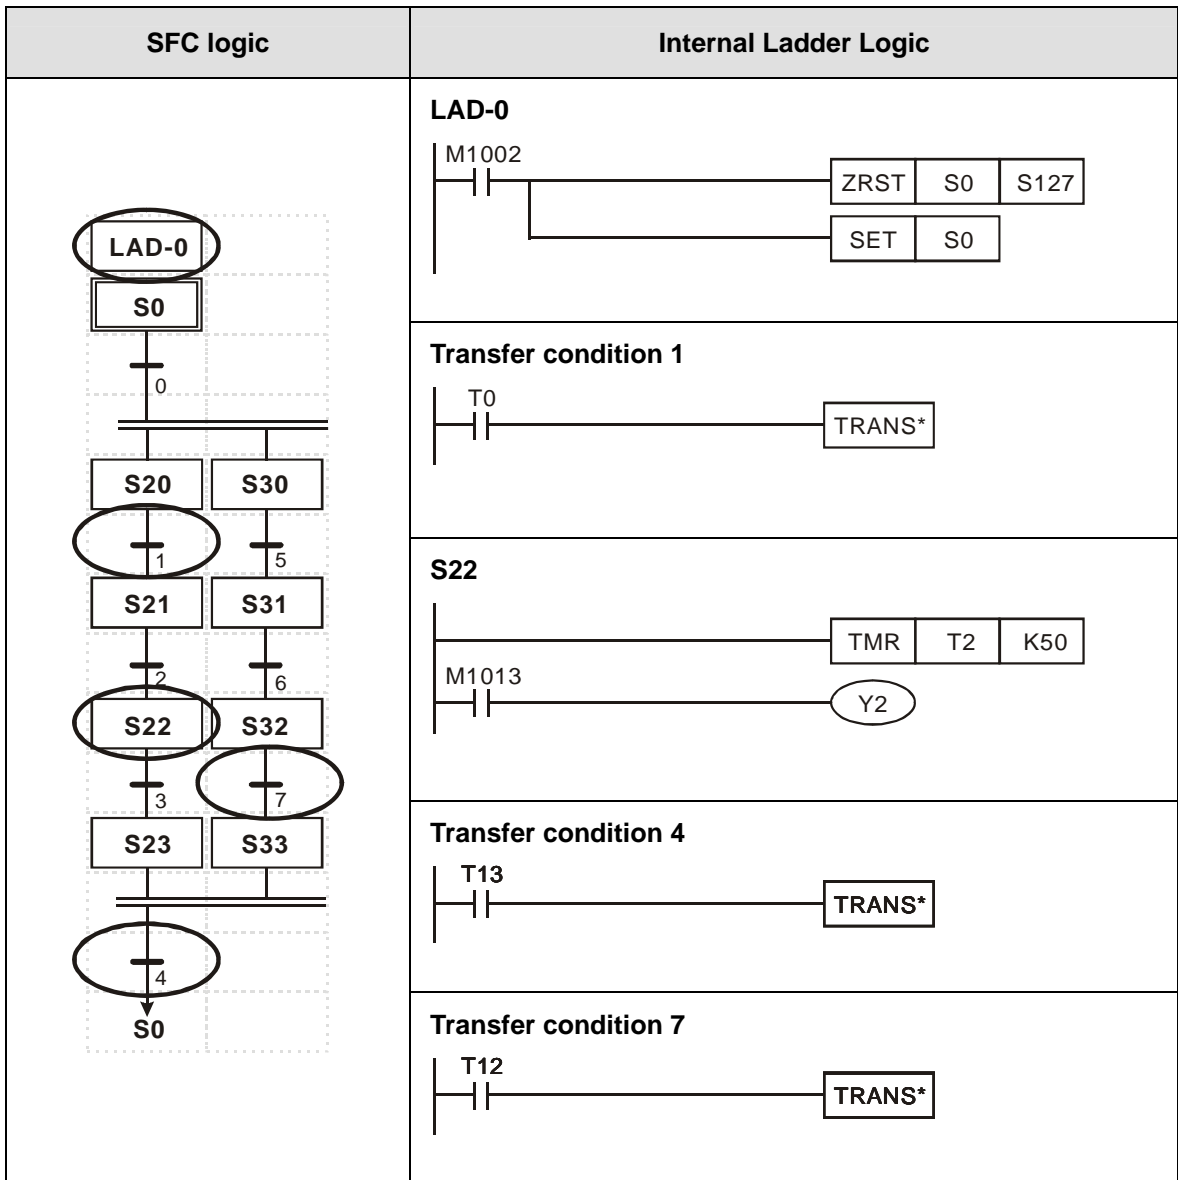 SFC logic
Internal Ladder Logic
LAD-0
S0
0
S20 S30
1 5
S21 S31
2 6
S22 S32
3 7
S23 S33
4
S0
LAD-0
M1002
ZRST S0 S127
SET S0
Transfer condition 1
T0
TRANS*
S22
TMR T2 K50
M1013
Y2
Transfer condition 4
T13
TRANS*
Transfer condition 7
T12
TRANS*